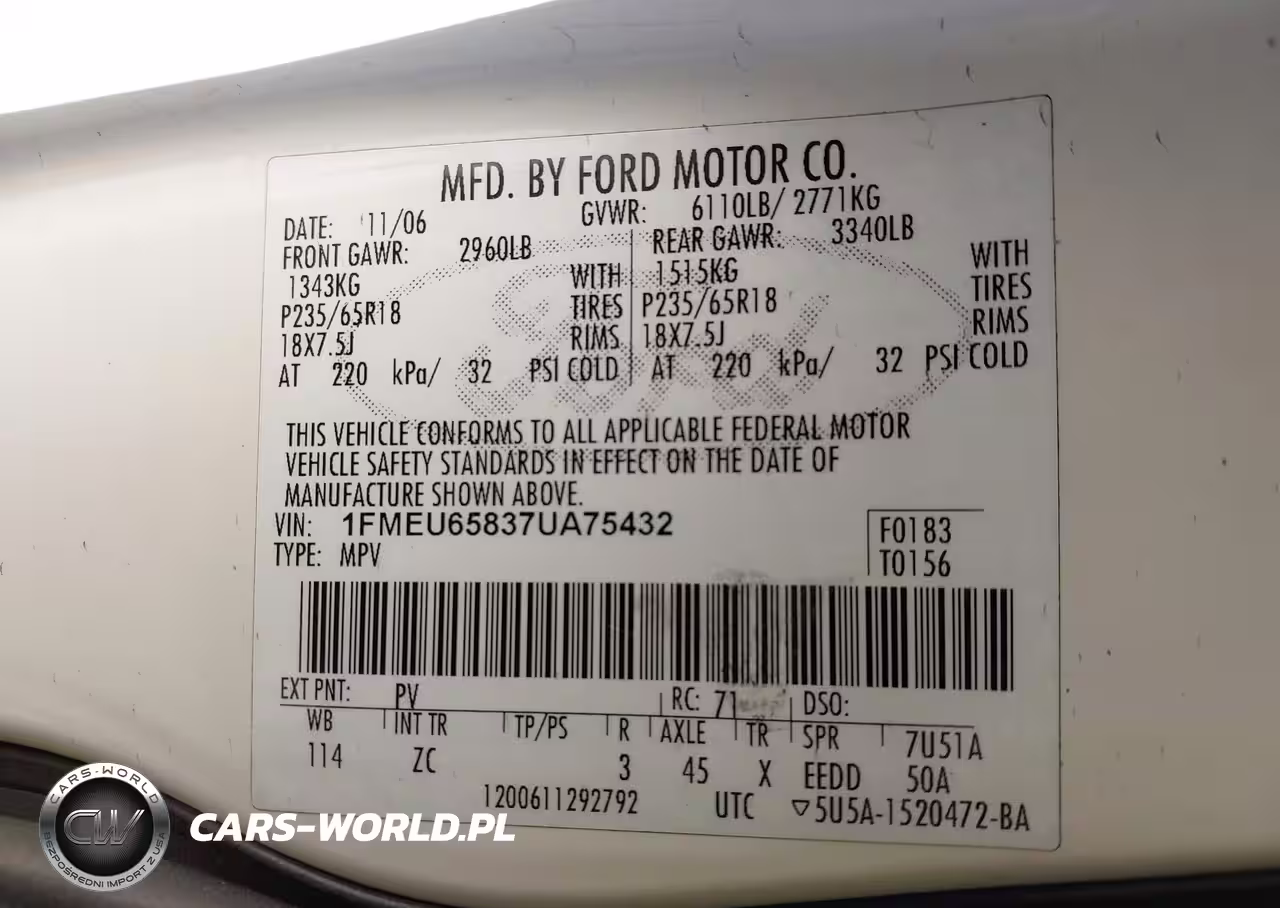 MFD. BY FORD MOTOR CO.
DATE: 11/06 GVWR: 6110LB/ 2771KG
FRONT GAWR: 2960LB REAR GAWR: 3340LB
1343KG WITH 1515KG WITH
P235/65R18 TIRES P235/65R18 TIRES
18X7.5J RIMS 18X7.5J RIMS
AT 220 kPa/ 32 PSI COLD AT 220 kPa/ 32 PSI COLD
Ford
THIS VEHICLE CONFORMS TO ALL APPLICABLE FEDERAL MOTOR
VEHICLE SAFETY STANDARDS IN EFFECT ON THE DATE OF
MANUFACTURE SHOWN ABOVE.
VIN: 1FMEU65837UA75432 F0183
TYPE: MPV T0156
EXT PNT: PV RC: 71 DSO:
WB INT TR TP/PS R AXLE TR SPR 7U51A
114 ZC 3 45 X EEDD 50A
1200611292792 UTC ▽5U5A-1520472-BA
CARS-WORLD
CW
BEZPOŚREDNI IMPORT Z USA
CARS-WORLD.PL